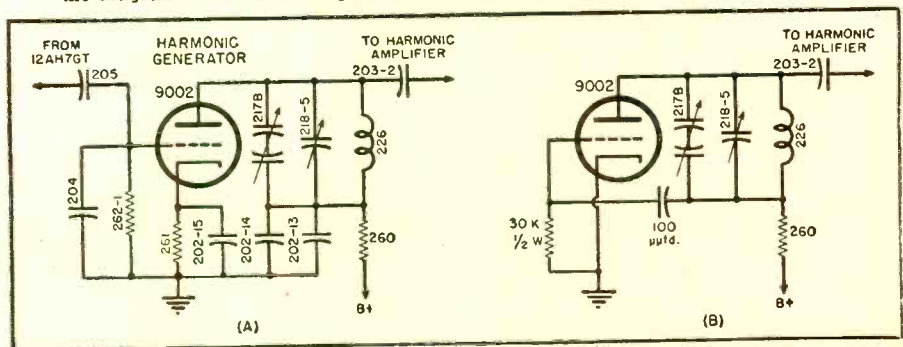 FROM
12AH7GT
205
HARMONIC
GENERATOR
9002
TO HARMONIC
AMPLIFIER
203-2
217B
218-5
226
204
262-1
261
202-15
202-14
202-13
260
B+
(A)
TO HARMONIC
AMPLIFIER
203-2
9002
217B
218-5
226
30 K
1/2 W
100
μμfd.
260
B+
(B)